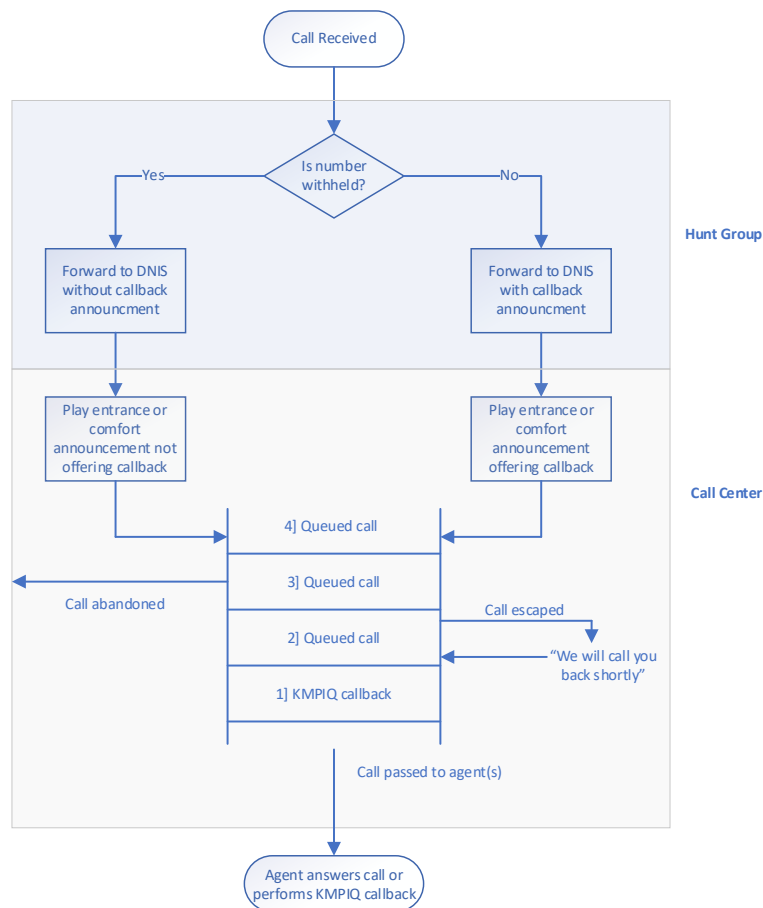 Call Received
Is number
withheld?
Yes
No
Hunt Group
Forward to DNIS
without callback
announcment
Forward to DNIS
with callback
announcment
Play entrance or
comfort
announcement not
offering callback
Play entrance or
comfort
announcement
offering callback
Call Center
4] Queued call
3] Queued call
Call abandoned
Call escaped
2] Queued call
“We will call you
back shortly”
1] KMPIQ callback
Call passed to agent(s)
Agent answers call or
performs KMPIQ callback